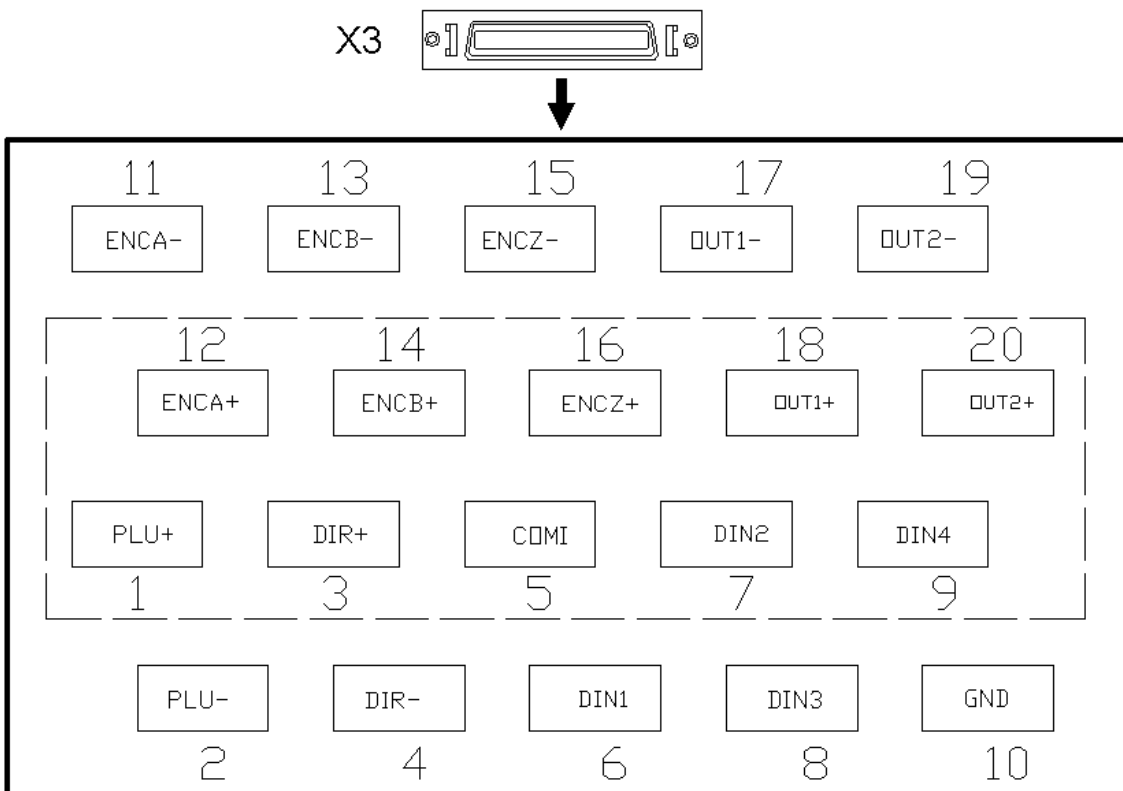 X3
11 13 15 17 19
ENCA- ENCB- ENCZ- OUT1- OUT2-
12 14 16 18 20
ENCA+ ENCB+ ENCZ+ OUT1+ OUT2+
PLU+ DIR+ COMI DIN2 DIN4
1 3 5 7 9
PLU- DIR- DIN1 DIN3 GND
2 4 6 8 10